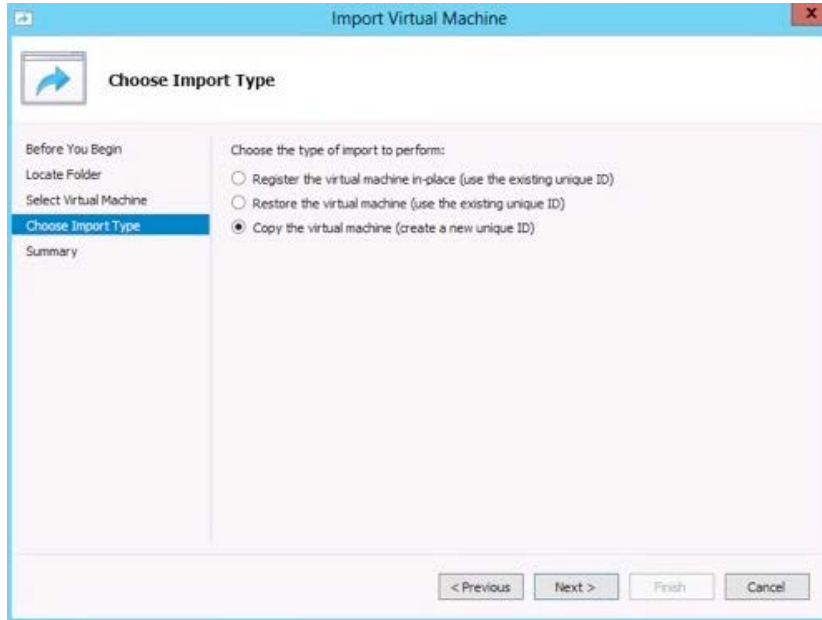 Import Virtual Machine
x
Choose Import Type
Before You Begin
Locate Folder
Select Virtual Machine
Choose Import Type
Summary
Choose the type of import to perform:
Register the virtual machine in-place (use the existing unique ID)
Restore the virtual machine (use the existing unique ID)
Copy the virtual machine (create a new unique ID)
< Previous
Next >
Finish
Cancel